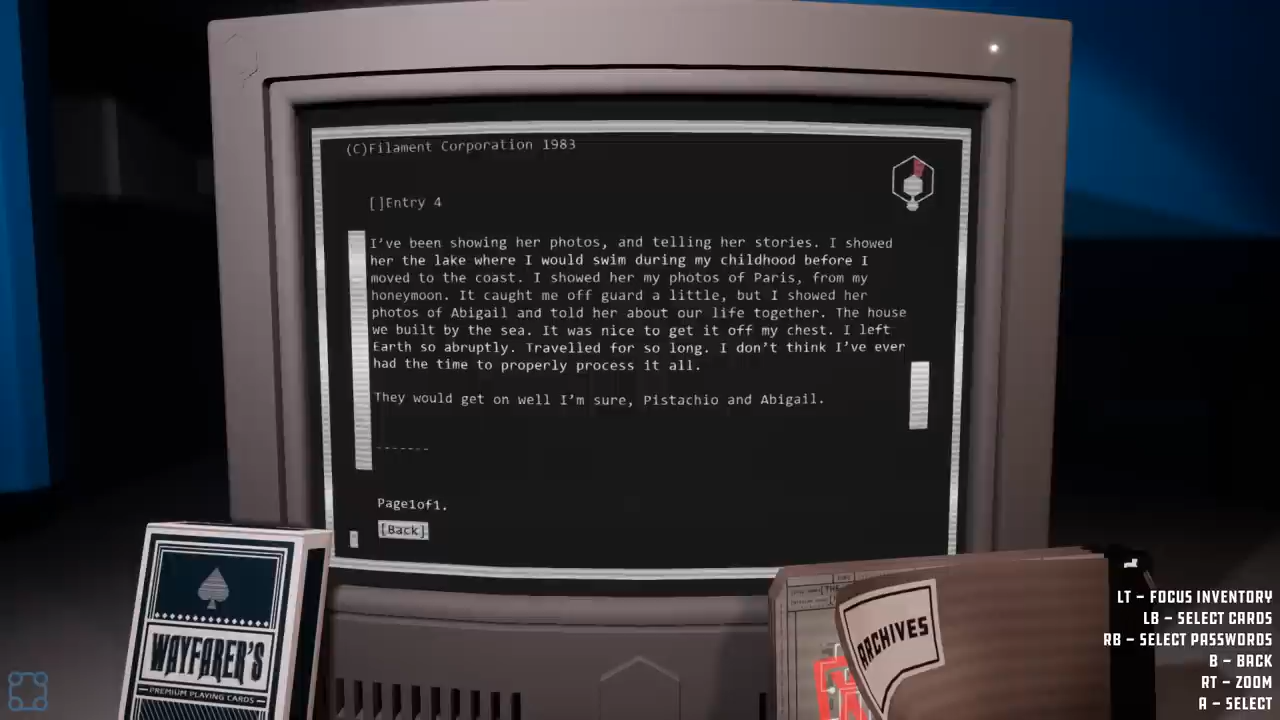 (C)Filament Corporation 1983
[]Entry 4
I've been showing her photos, and telling her stories. I showed
her the lake where I would swim during my childhood before I
moved to the coast. I showed her my photos of Paris, from my
honeymoon. It caught me off guard a little, but I showed her
photos of Abigail and told her about our life together. The house
we built by the sea. It was nice to get it off my chest. I left
Earth so abruptly. Travelled for so long. I don't think I've ever
had the time to properly process it all.
They would get on well I'm sure, Pistachio and Abigail.
-------
Page1of1.
[Back]
WAYFARER'S
PREMIUM PLAYING CARDS
ARCHIVES
LT - FOCUS INVENTORY
LB - SELECT CARDS
RB - SELECT PASSWORDS
B - BACK
RT - ZOOM
A - SELECT